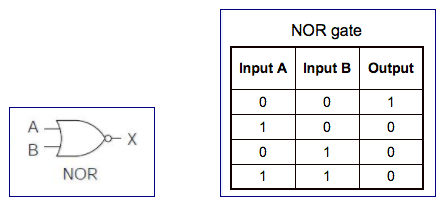 A
B
X
NOR
NOR gate
Input A Input B Output
0 0 1
1 0 0
0 1 0
1 1 0